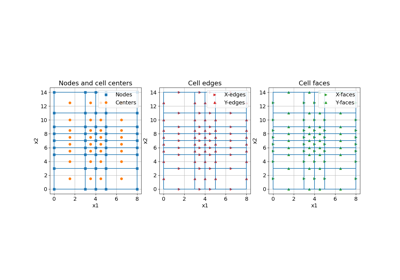 Nodes and cell centers
Nodes
Centers
14
12
10
8
6
4
2
0
x2
0 2 4 6 8
x1
Cell edges
X-edges
Y-edges
14
12
10
8
6
4
2
0
x2
0 2 4 6 8
x1
Cell faces
X-faces
Y-faces
14
12
10
8
6
4
2
0
x2
0 2 4 6 8
x1